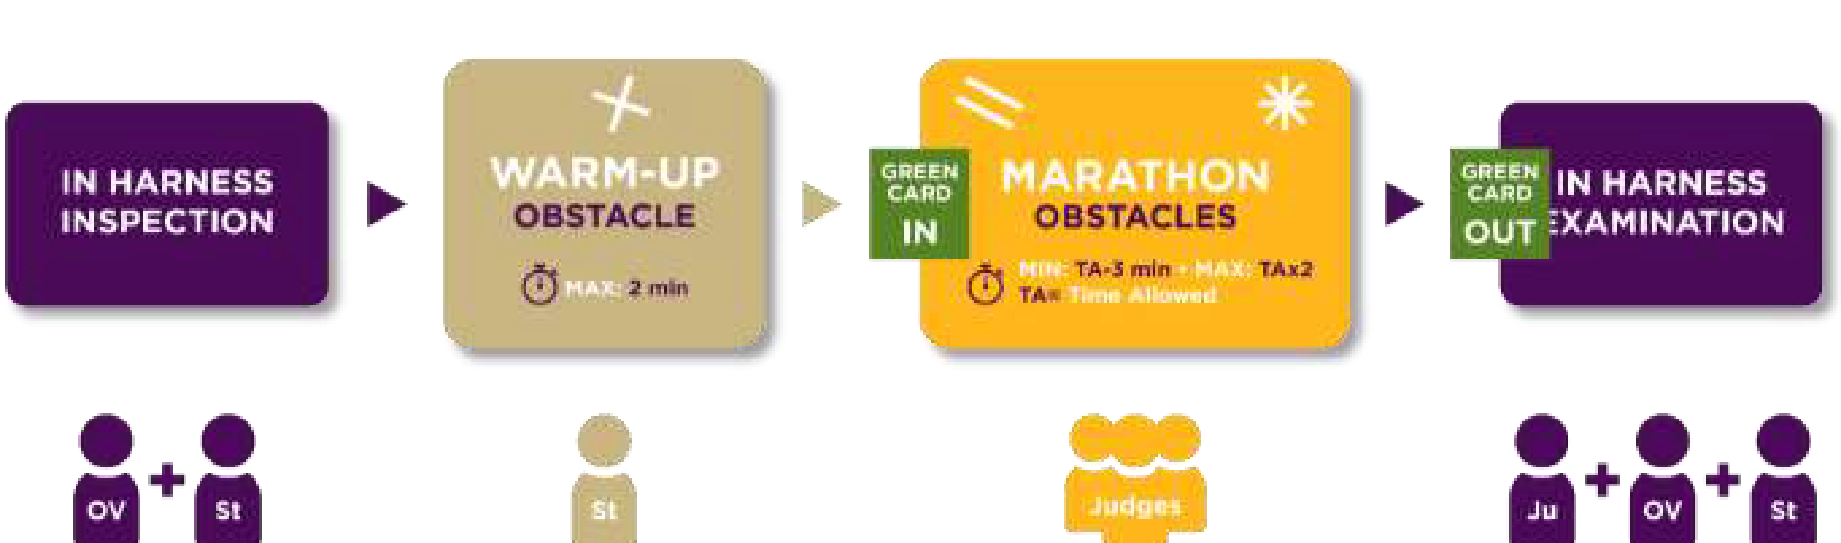 IN HARNESS
INSPECTION
WARM-UP
OBSTACLE
MAX: 2 min
GREEN
CARD
IN
MARATHON
OBSTACLES
MIN: TA-3 min - MAX: TAx2
TA= Time Allowed
GREEN
CARD
OUT
IN HARNESS
EXAMINATION
OV + St
St
Judges
Ju + OV + St